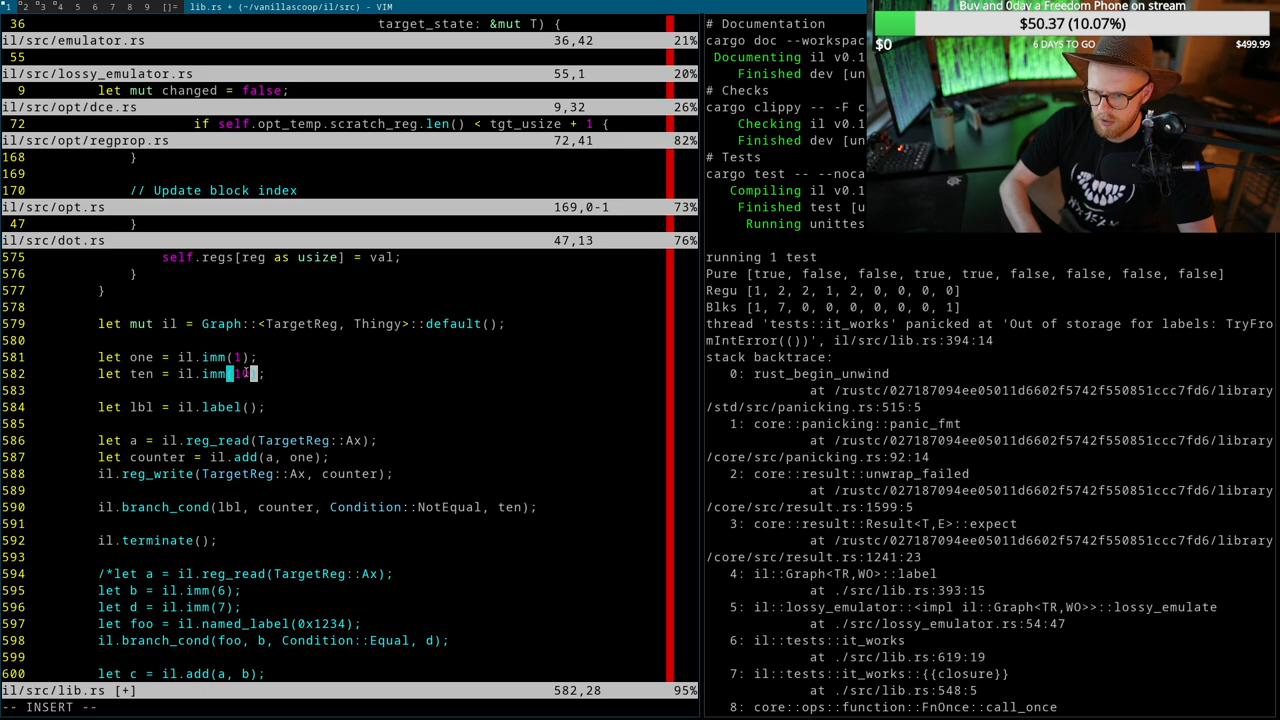 1 2 3 4 5 6 7 8 9 []= lib.rs + (~/vanillascoop/il/src) - VIM
36 target_state: &mut T) {
il/src/emulator.rs 36,42 21%
55
il/src/lossy_emulator.rs 55,1 20%
9 let mut changed = false;
il/src/opt/dce.rs 9,32 26%
72 if self.opt_temp.scratch_reg.len() < tgt_usize + 1 {
il/src/opt/regprop.rs 72,41 82%
168 }
169
170 // Update block index
il/src/opt.rs 169,0-1 73%
47 }
il/src/dot.rs 47,13 76%
575 self.regs[reg as usize] = val;
576 }
577 }
578
579 let mut il = Graph::<TargetReg, Thingy>::default();
580
581 let one = il.imm(1);
582 let ten = il.imm(10);
583
584 let lbl = il.label();
585
586 let a = il.reg_read(TargetReg::Ax);
587 let counter = il.add(a, one);
588 il.reg_write(TargetReg::Ax, counter);
589
590 il.branch_cond(lbl, counter, Condition::NotEqual, ten);
591
592 il.terminate();
593
594 /*let a = il.reg_read(TargetReg::Ax);
595 let b = il.imm(6);
596 let d = il.imm(7);
597 let foo = il.named_label(0x1234);
598 il.branch_cond(foo, b, Condition::Equal, d);
599
600 let c = il.add(a, b);
il/src/lib.rs [+] 582,28 95%
-- INSERT --
# Documentation
cargo doc --workspac
Documenting il v0.1
Finished dev [un
# Checks
cargo clippy -- -F c
Checking il v0.1
Finished dev [un
# Tests
cargo test -- --noca
Compiling il v0.1
Finished test [u
Running unittes
running 1 test
Pure [true, false, false, true, true, false, false, false, false]
Regu [1, 2, 2, 1, 2, 0, 0, 0, 0]
Blks [1, 7, 0, 0, 0, 0, 0, 0, 1]
thread 'tests::it_works' panicked at 'Out of storage for labels: TryFro
mIntError(())', il/src/lib.rs:394:14
stack backtrace:
0: rust_begin_unwind
at /rustc/027187094ee05011d6602f5742f550851ccc7fd6/library
/std/src/panicking.rs:515:5
1: core::panicking::panic_fmt
at /rustc/027187094ee05011d6602f5742f550851ccc7fd6/library
/core/src/panicking.rs:92:14
2: core::result::unwrap_failed
at /rustc/027187094ee05011d6602f5742f550851ccc7fd6/library
/core/src/result.rs:1599:5
3: core::result::Result<T,E>::expect
at /rustc/027187094ee05011d6602f5742f550851ccc7fd6/library
/core/src/result.rs:1241:23
4: il::Graph<TR,WO>::label
at ./src/lib.rs:393:15
5: il::lossy_emulator::<impl il::Graph<TR,WO>>::lossy_emulate
at ./src/lossy_emulator.rs:54:47
6: il::tests::it_works
at ./src/lib.rs:619:19
7: il::tests::it_works::{{closure}}
at ./src/lib.rs:548:5
8: core::ops::function::FnOnce::call_once
Buy and 0day a Freedom Phone on stream
$50.37 (10.07%)
$0 6 DAYS TO GO $499.99